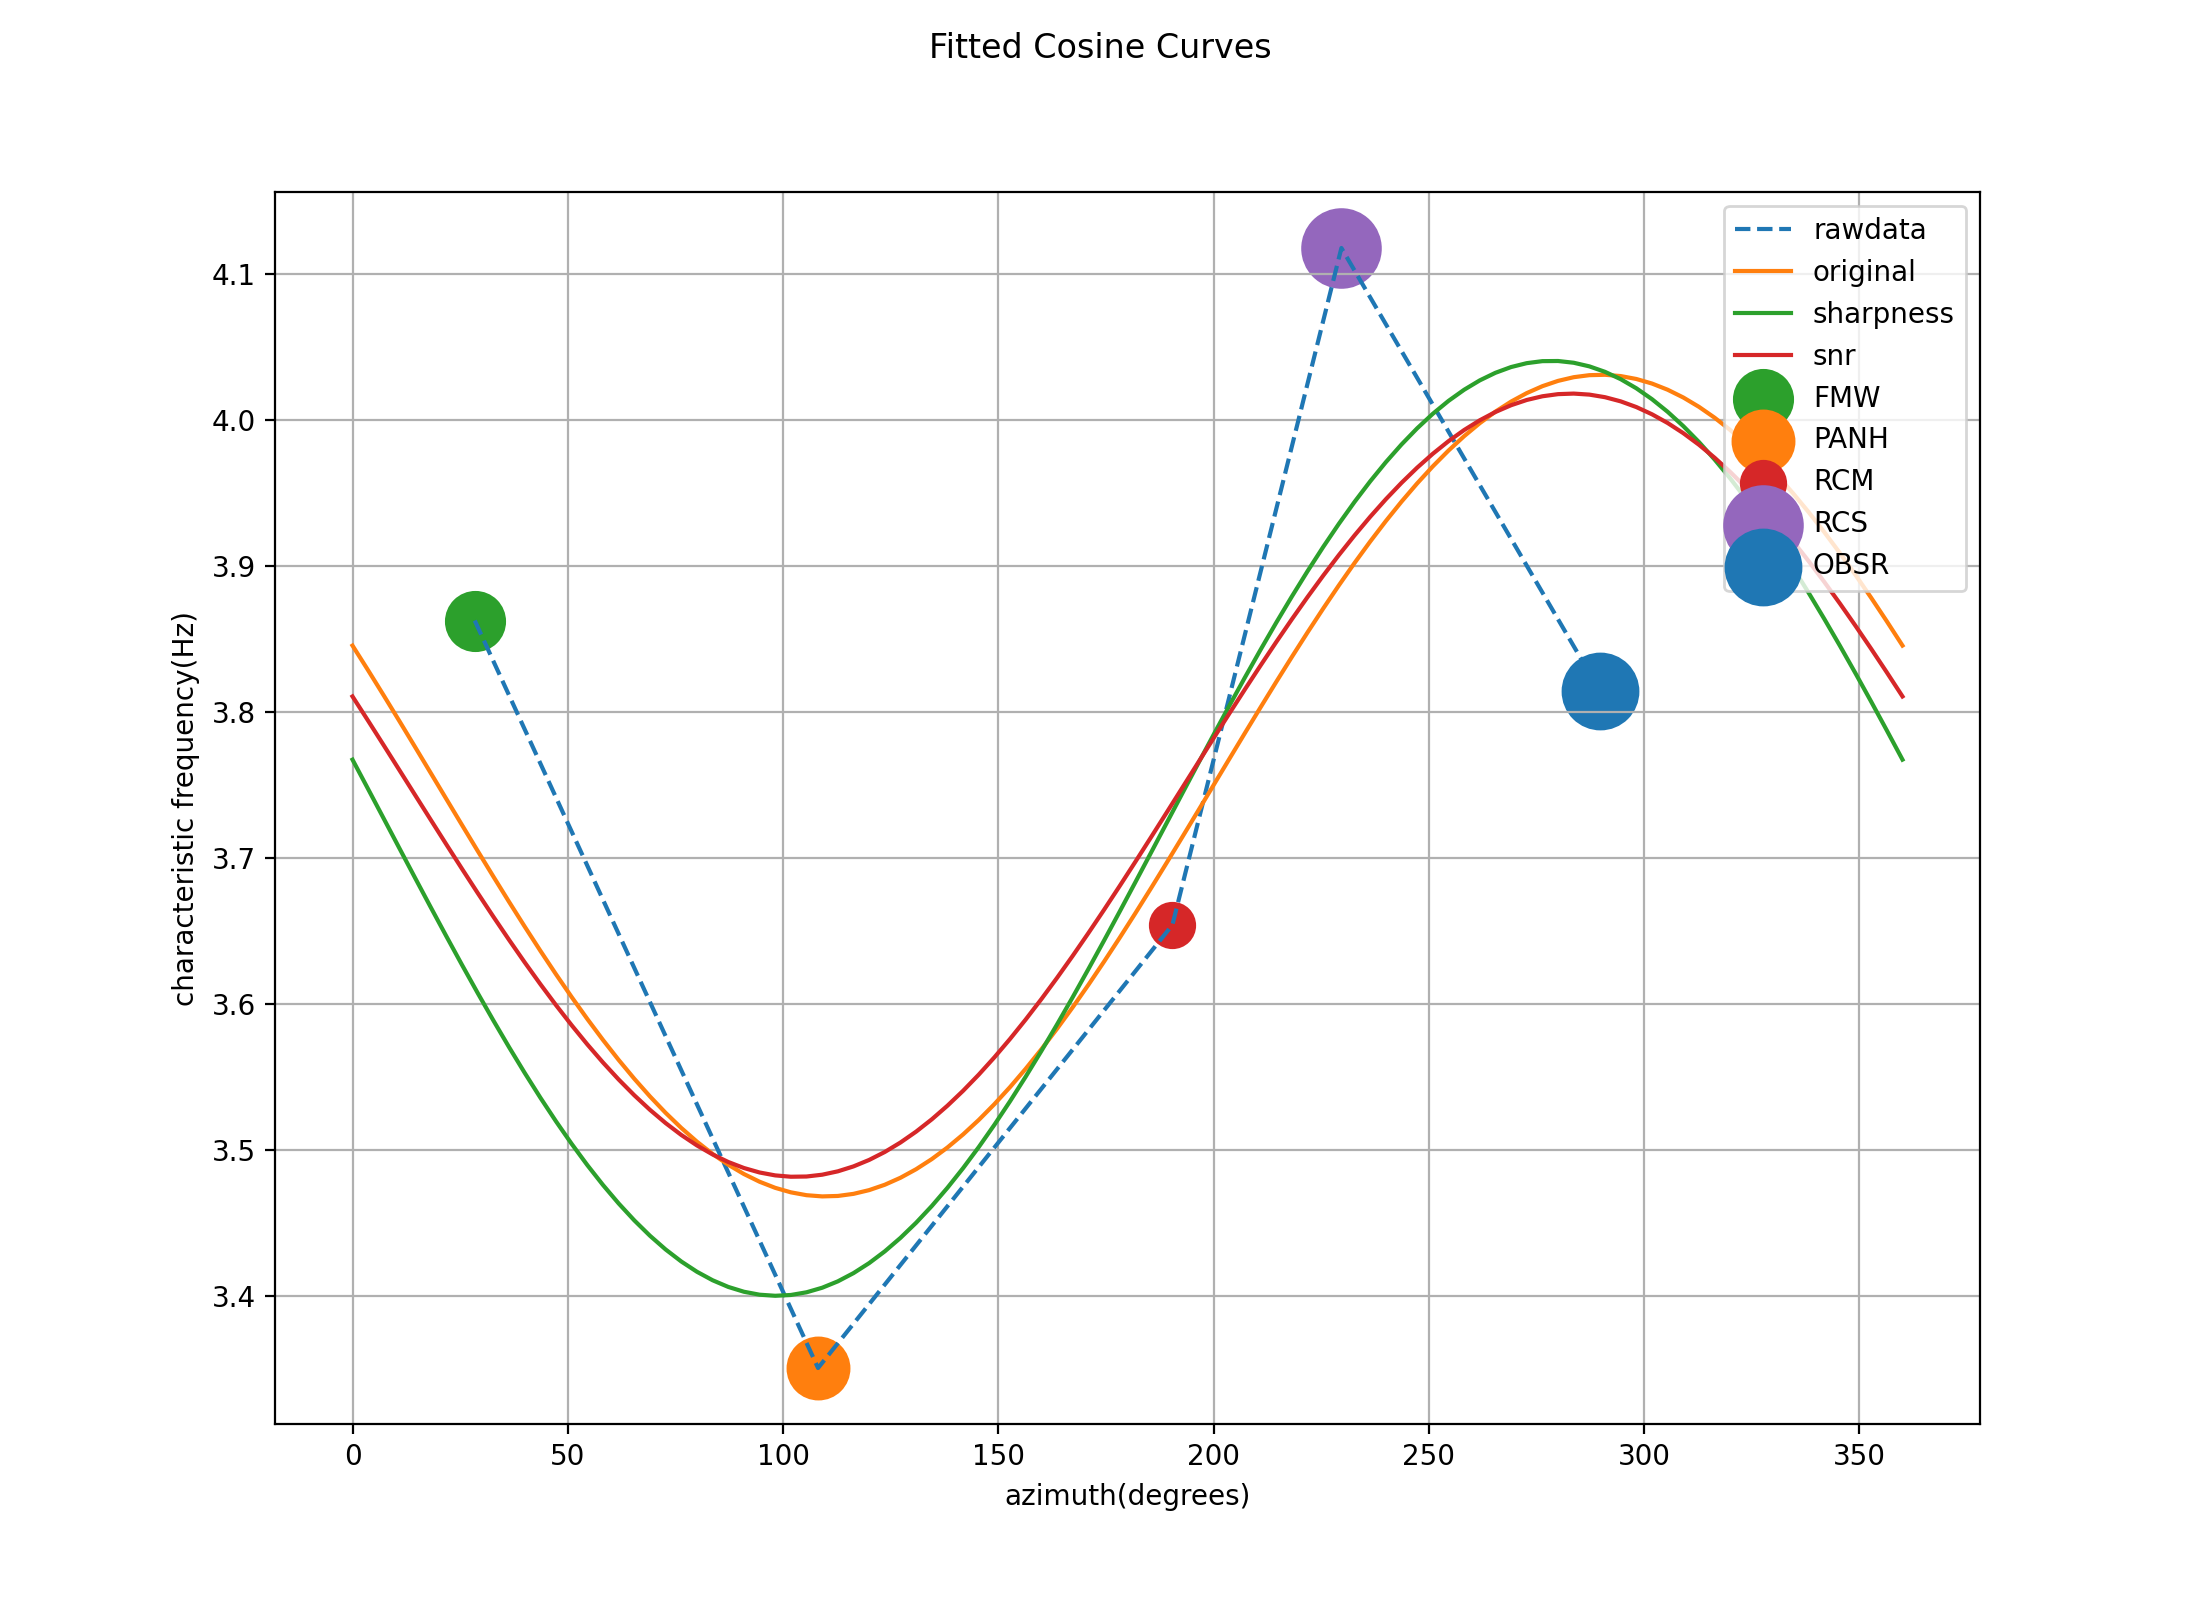 Fitted Cosine Curves
rawdata
original
sharpness
snr
FMW
PANH
RCM
RCS
OBSR
characteristic frequency(Hz)
4.1
4.0
3.9
3.8
3.7
3.6
3.5
3.4
0 50 100 150 200 250 300 350
azimuth(degrees)